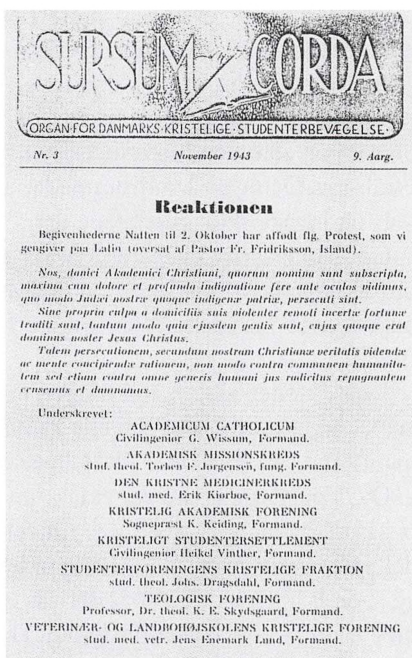 SURSUM CORDA
ORGAN·FOR DANMARKS·KRISTELIGE·STUDENTERBEVÆGELSE·
Nr. 3 November 1943 9. Aarg.
Reaktionen
Begivenhederne Natten til 2. Oktober har affødt flg. Protest, som vi
gengiver paa Latin (oversat af Pastor Fr. Fridriksson, Island).
Nos, danici Akademici Christiani, quorum nomina sunt subscripta,
maxima cum dolore et profunda indignatione fere ante oculos vidimus,
quo modo Judæi nostræ quoque indigenæ patriæ, persecuti sint.
Sine propria culpa a domiciliis suis violenter remoti incertæ fortunæ
traditi sunt, tantum modo quia ejusdem gentis sunt, cujus quoque erat
dominus noster Jesus Christus.
Talem persecutionem, secundum nostram Christianæ veritatis videndæ
ac mente concipiendæ rationem, non modo contra communem humanita-
tem sed etiam contra omne generis humani jus radicitus repugnantem
censemus et damnamus.
Underskrevet:
ACADEMICUM CATHOLICUM
Civilingeniør G. Wissum, Formand.
AKADEMISK MISSIONSKREDS
stud. theol. Torben F. Jørgensen, fung. Formand.
DEN KRISTNE MEDICINERKREDS
stud. med. Erik Kiørboe, Formand.
KRISTELIG AKADEMISK FORENING
Sognepræst K. Keiding, Formand.
KRISTELIGT STUDENTERSETTLEMENT
Civilingeniør Heikel Vinther, Formand.
STUDENTERFORENINGENS KRISTELIGE FRAKTION
stud. theol. Johs. Dragsdahl, Formand.
TEOLOGISK FORENING
Professor, Dr. theol. K. E. Skydsgaard, Formand.
VETERINÆR- OG LANDBOHØJSKOLENS KRISTELIGE FORENING
stud. med. vetr. Jens Enemark Lund, Formand.